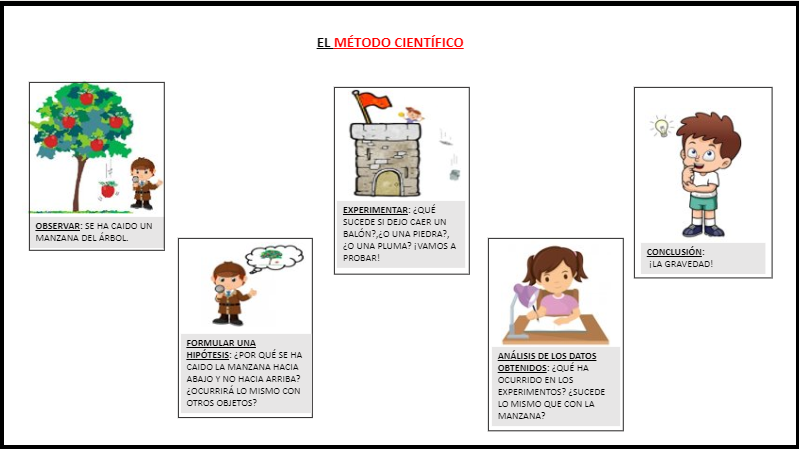 EL MÉTODO CIENTÍFICO
OBSERVAR: SE HA CAIDO UN
MANZANA DEL ÁRBOL.
FORMULAR UNA
HIPÓTESIS: ¿POR QUÉ SE HA
CAIDO LA MANZANA HACIA
ABAJO Y NO HACIA ARRIBA?
¿OCURRIRÁ LO MISMO CON
OTROS OBJETOS?
EXPERIMENTAR: ¿QUÉ
SUCEDE SI DEJO CAER UN
BALÓN?,¿O UNA PIEDRA?,
¿O UNA PLUMA? ¡VAMOS A
PROBAR!
ANÁLISIS DE LOS DATOS
OBTENIDOS: ¿QUÉ HA
OCURRIDO EN LOS
EXPERIMENTOS? ¿SUCEDE
LO MISMO QUE CON LA
MANZANA?
CONCLUSIÓN:
¡LA GRAVEDAD!